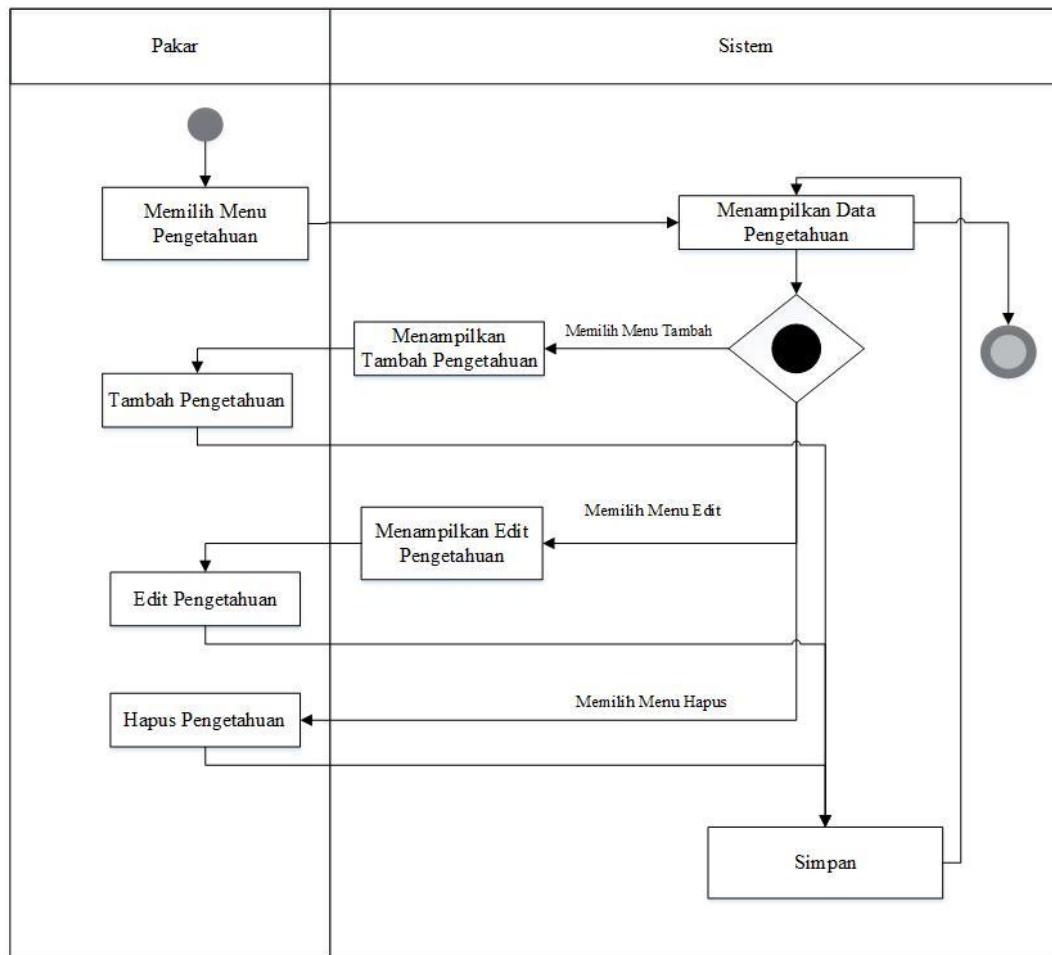 Pakar
Sistem
Memilih Menu
Pengetahuan
Menampilkan Data
Pengetahuan
Memilih Menu Tambah
Menampilkan
Tambah Pengetahuan
Tambah Pengetahuan
Memilih Menu Edit
Menampilkan Edit
Pengetahuan
Edit Pengetahuan
Memilih Menu Hapus
Hapus Pengetahuan
Simpan